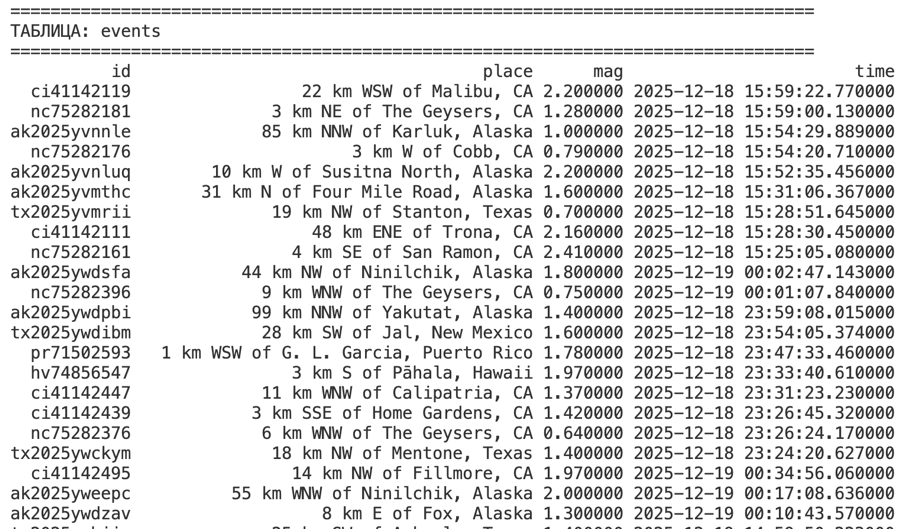 ================================================================================
ТАБЛИЦА: events
================================================================================
id place mag time
ci41142119 22 km WSW of Malibu, CA 2.200000 2025-12-18 15:59:22.770000
nc75282181 3 km NE of The Geysers, CA 1.280000 2025-12-18 15:59:00.130000
ak2025yvnnle 85 km NNW of Karluk, Alaska 1.000000 2025-12-18 15:54:29.889000
nc75282176 3 km W of Cobb, CA 0.790000 2025-12-18 15:54:20.710000
ak2025yvnluq 10 km W of Susitna North, Alaska 2.200000 2025-12-18 15:52:35.456000
ak2025yvmthc 31 km N of Four Mile Road, Alaska 1.600000 2025-12-18 15:31:06.367000
tx2025yvmrii 19 km NW of Stanton, Texas 0.700000 2025-12-18 15:28:51.645000
ci41142111 48 km ENE of Trona, CA 2.160000 2025-12-18 15:28:30.450000
nc75282161 4 km SE of San Ramon, CA 2.410000 2025-12-18 15:25:05.080000
ak2025ywdsfa 44 km NW of Ninilchik, Alaska 1.800000 2025-12-19 00:02:47.143000
nc75282396 9 km WNW of The Geysers, CA 0.750000 2025-12-19 00:01:07.840000
ak2025ywdpbi 99 km NNW of Yakutat, Alaska 1.400000 2025-12-18 23:59:08.015000
tx2025ywdibm 28 km SW of Jal, New Mexico 1.600000 2025-12-18 23:54:05.374000
pr71502593 1 km WSW of G. L. Garcia, Puerto Rico 1.780000 2025-12-18 23:47:33.460000
hv74856547 3 km S of Pāhala, Hawaii 1.970000 2025-12-18 23:33:40.610000
ci41142447 11 km WNW of Calipatria, CA 1.370000 2025-12-18 23:31:23.230000
ci41142439 3 km SSE of Home Gardens, CA 1.420000 2025-12-18 23:26:45.320000
nc75282376 6 km WNW of The Geysers, CA 0.640000 2025-12-18 23:26:24.170000
tx2025ywckym 18 km NW of Mentone, Texas 1.400000 2025-12-18 23:24:20.627000
ci41142495 14 km NW of Fillmore, CA 1.970000 2025-12-19 00:34:56.060000
ak2025yweepc 55 km WNW of Ninilchik, Alaska 2.000000 2025-12-19 00:17:08.636000
ak2025ywdzav 8 km E of Fox, Alaska 1.300000 2025-12-19 00:10:43.570000